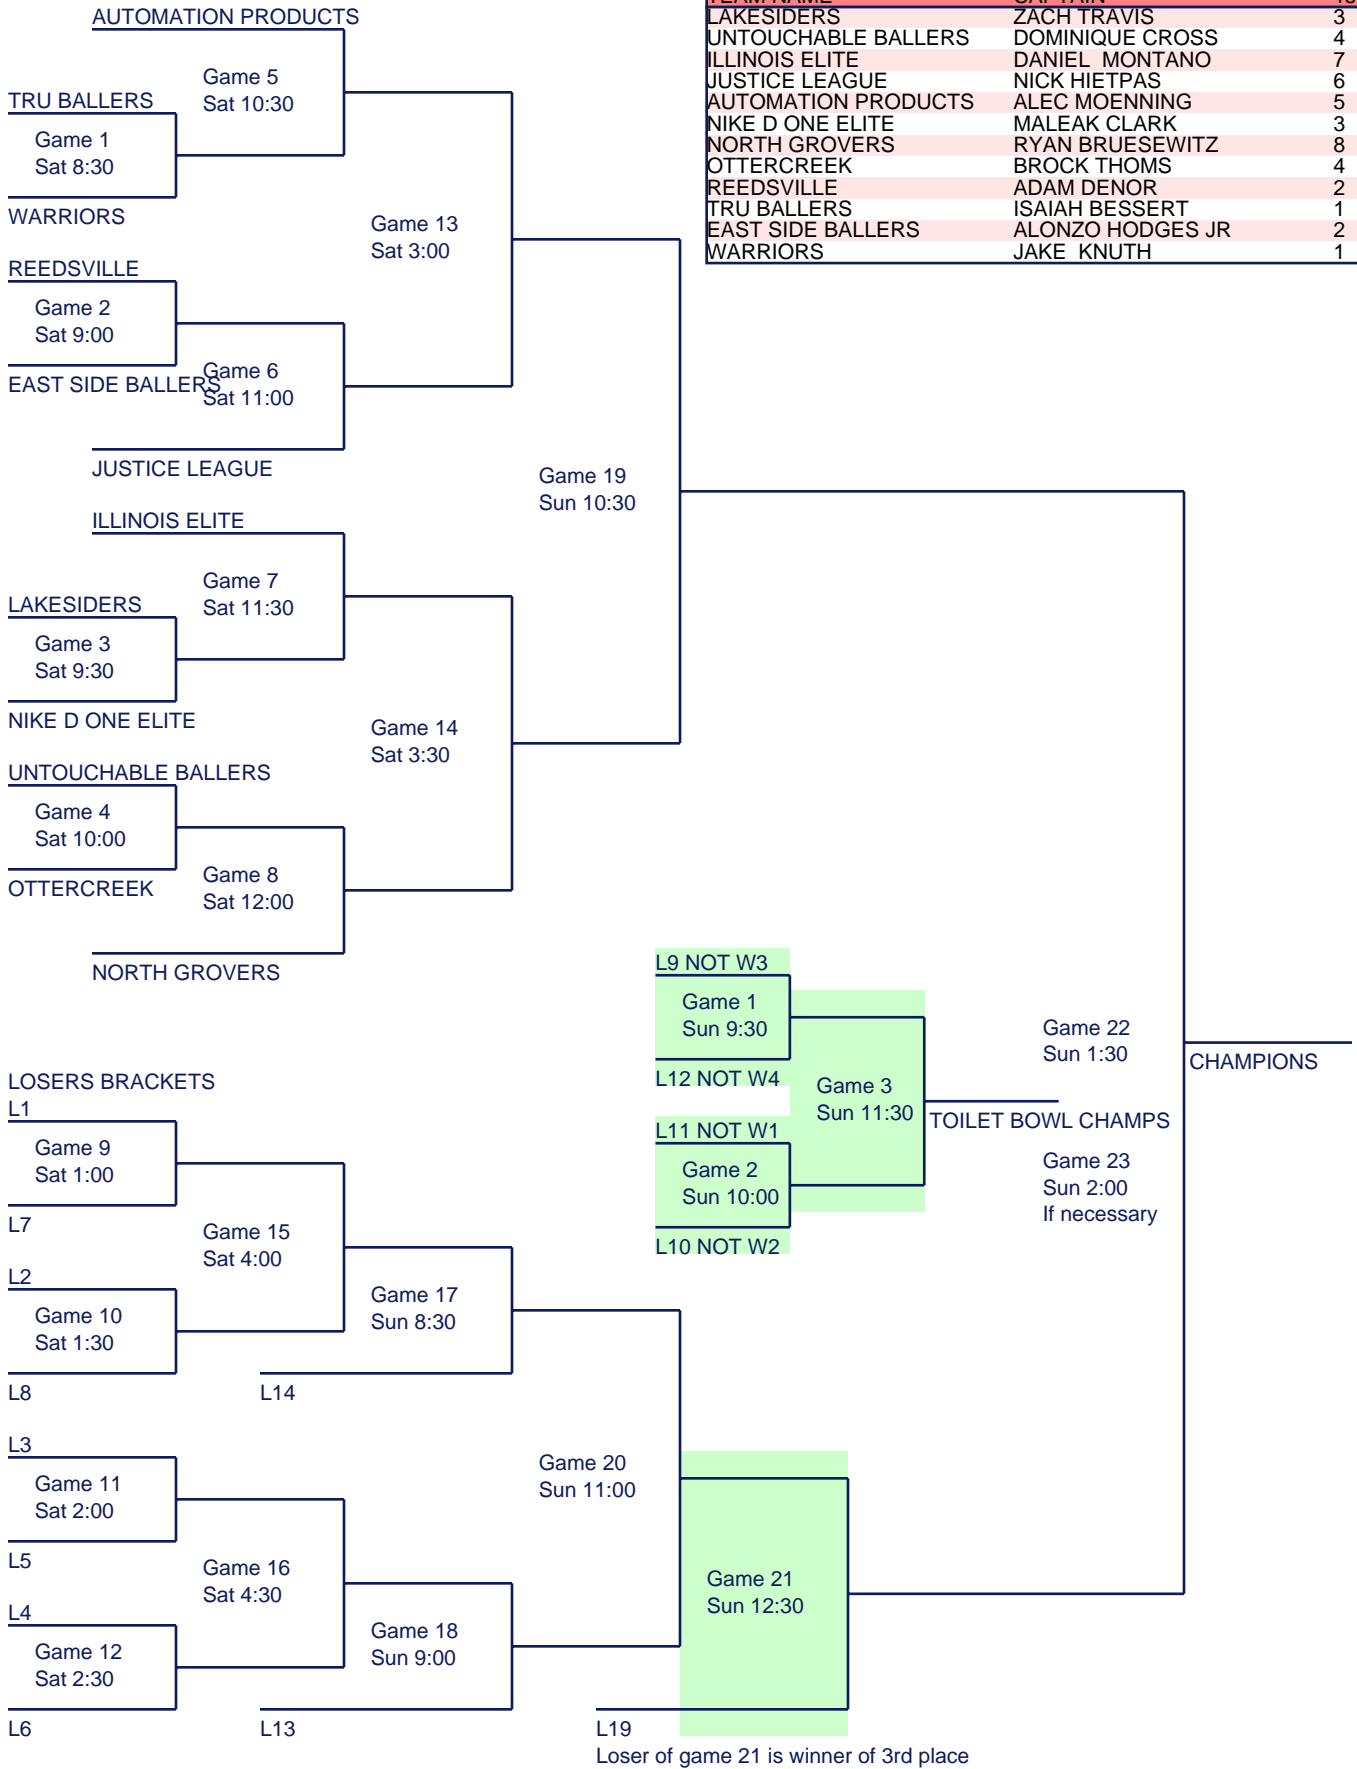 AUTOMATION PRODUCTS
Game 5
Sat 10:30
TRU BALLERS
Game 1
Sat 8:30
WARRIORS
Game 13
Sat 3:00
REEDSVILLE
Game 2
Sat 9:00
EAST SIDE BALLERS
Game 6
Sat 11:00
JUSTICE LEAGUE
Game 19
Sun 10:30
ILLINOIS ELITE
Game 7
Sat 11:30
LAKESIDERS
Game 3
Sat 9:30
NIKE D ONE ELITE
Game 14
Sat 3:30
UNTOUCHABLE BALLERS
Game 4
Sat 10:00
OTTERCREEK
Game 8
Sat 12:00
NORTH GROVERS
TEAM NAME CAPTAIN
LAKESIDERS ZACH TRAVIS 3
UNTOUCHABLE BALLERS DOMINIQUE CROSS 4
ILLINOIS ELITE DANIEL MONTANO 7
JUSTICE LEAGUE NICK HIETPAS 6
AUTOMATION PRODUCTS ALEC MOENNING 5
NIKE D ONE ELITE MALEAK CLARK 3
NORTH GROVERS RYAN BRUESEWITZ 8
OTTERCREEK BROCK THOMS 4
REEDSVILLE ADAM DENOR 2
TRU BALLERS ISAIAH BESSERT 1
EAST SIDE BALLERS ALONZO HODGES JR 2
WARRIORS JAKE KNUTH 1
L9 NOT W3
Game 1
Sun 9:30
L12 NOT W4
Game 3
Sun 11:30
L11 NOT W1
Game 2
Sun 10:00
L10 NOT W2
TOILET BOWL CHAMPS
Game 22
Sun 1:30
CHAMPIONS
Game 23
Sun 2:00
If necessary
LOSERS BRACKETS
L1
Game 9
Sat 1:00
L7
Game 15
Sat 4:00
L2
Game 10
Sat 1:30
L8
Game 17
Sun 8:30
L14
L3
Game 11
Sat 2:00
L5
Game 20
Sun 11:00
Game 16
Sat 4:30
L4
Game 12
Sat 2:30
L6
Game 18
Sun 9:00
L13
Game 21
Sun 12:30
L19
Loser of game 21 is winner of 3rd place